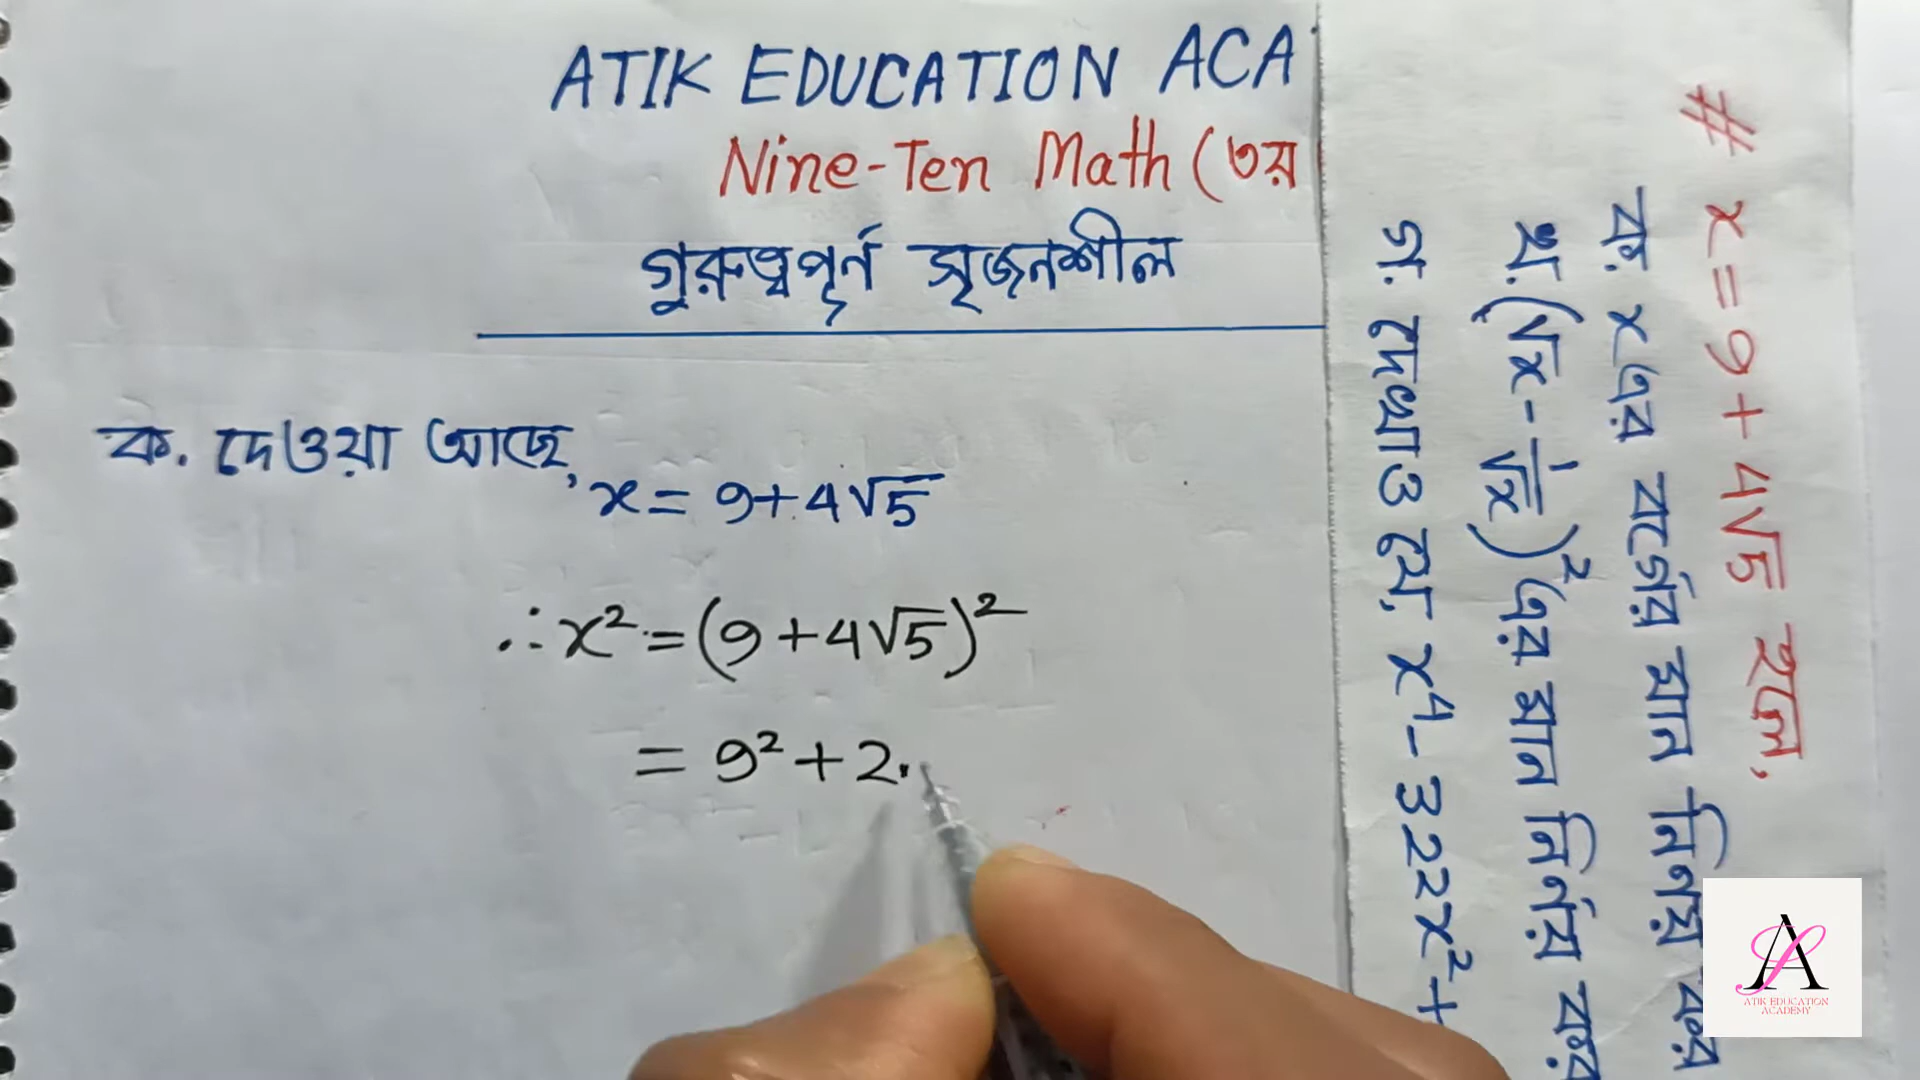 ATIK EDUCATION ACA
Nine-Ten Math (৩য়
গুরুত্বপূর্ন সৃজনশীল
ক. দেওয়া আছে,
x = 9+4√5
∴ x² = (9+4√5)²
= 9² + 2.
# x = 9+4√5 হলে,
ক. x এর বর্গের মান নির্ণয় কর
খ. (√x - 1/√x)² এর মান নির্ণয় কর
গ. দেখাও যে, x⁴ - 322x² +
ATIK EDUCATION
ACADEMY